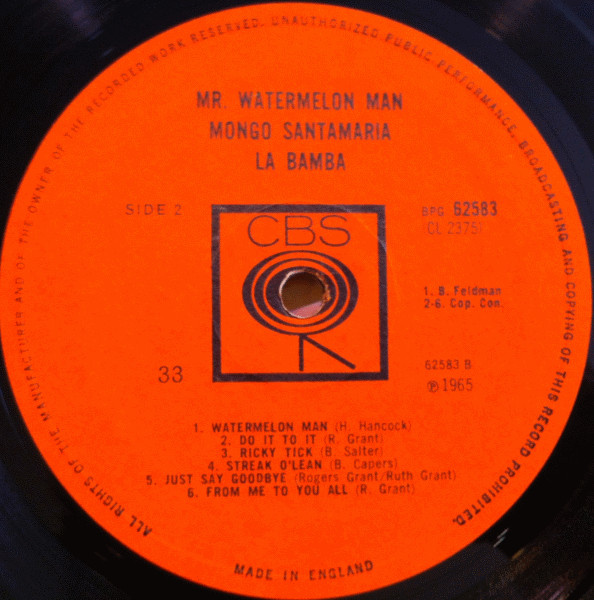 ALL RIGHTS OF THE MANUFACTURER AND OF THE OWNER OF THE RECORDED WORK RESERVED. UNAUTHORIZED PUBLIC PERFORMANCE, BROADCASTING AND COPYING OF THIS RECORD PROHIBITED.
MR. WATERMELON MAN
MONGO SANTAMARIA
LA BAMBA
SIDE 2
BPG 62583
(CL 2375)
CBS
1. B. Feldman
2-6. Cop. Con.
33
62583 B
℗ 1965
1. WATERMELON MAN (H. Hancock)
2. DO IT TO IT (R. Grant)
3. RICKY TICK (B. Salter)
4. STREAK O'LEAN (B. Capers)
5. JUST SAY GOODBYE (Rogers Grant/Ruth Grant)
6. FROM ME TO YOU ALL (R. Grant)
MADE IN ENGLAND